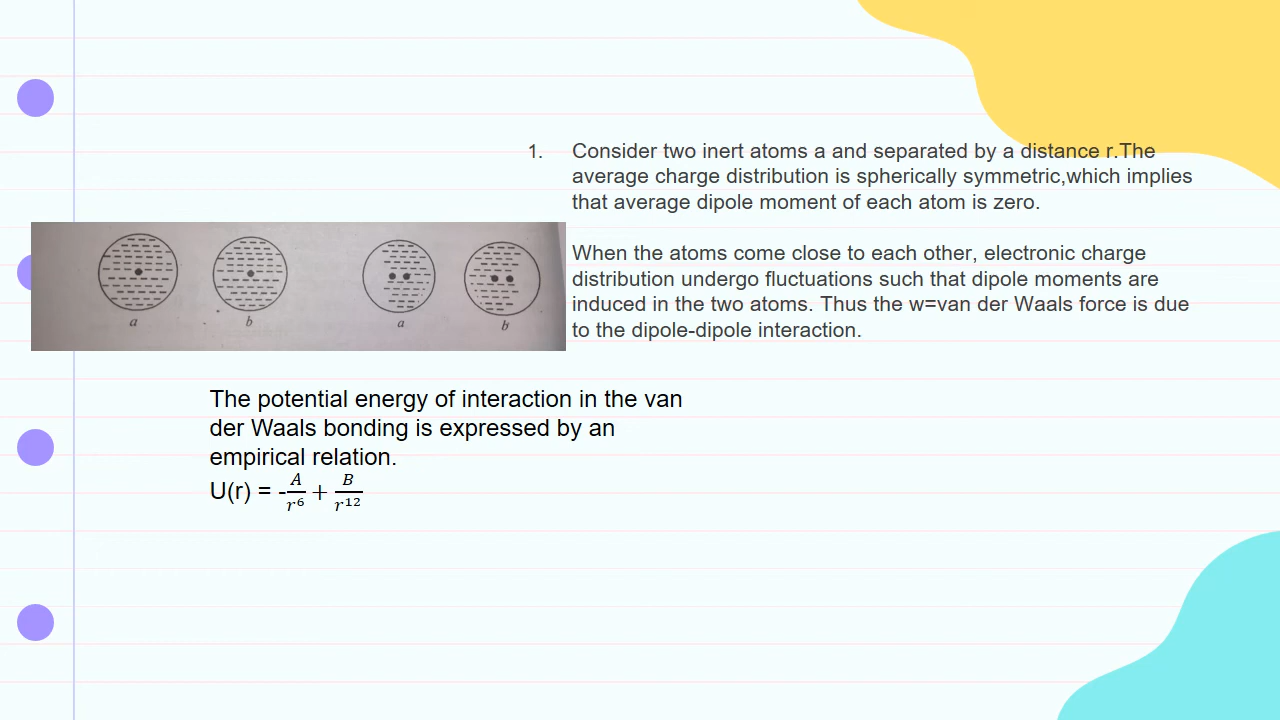 1. Consider two inert atoms a and separated by a distance r.The
average charge distribution is spherically symmetric,which implies
that average dipole moment of each atom is zero.
When the atoms come close to each other, electronic charge
distribution undergo fluctuations such that dipole moments are
induced in the two atoms. Thus the w=van der Waals force is due
to the dipole-dipole interaction.
a b a b
The potential energy of interaction in the van
der Waals bonding is expressed by an
empirical relation.
U(r) = -A/r⁶ + B/r¹²